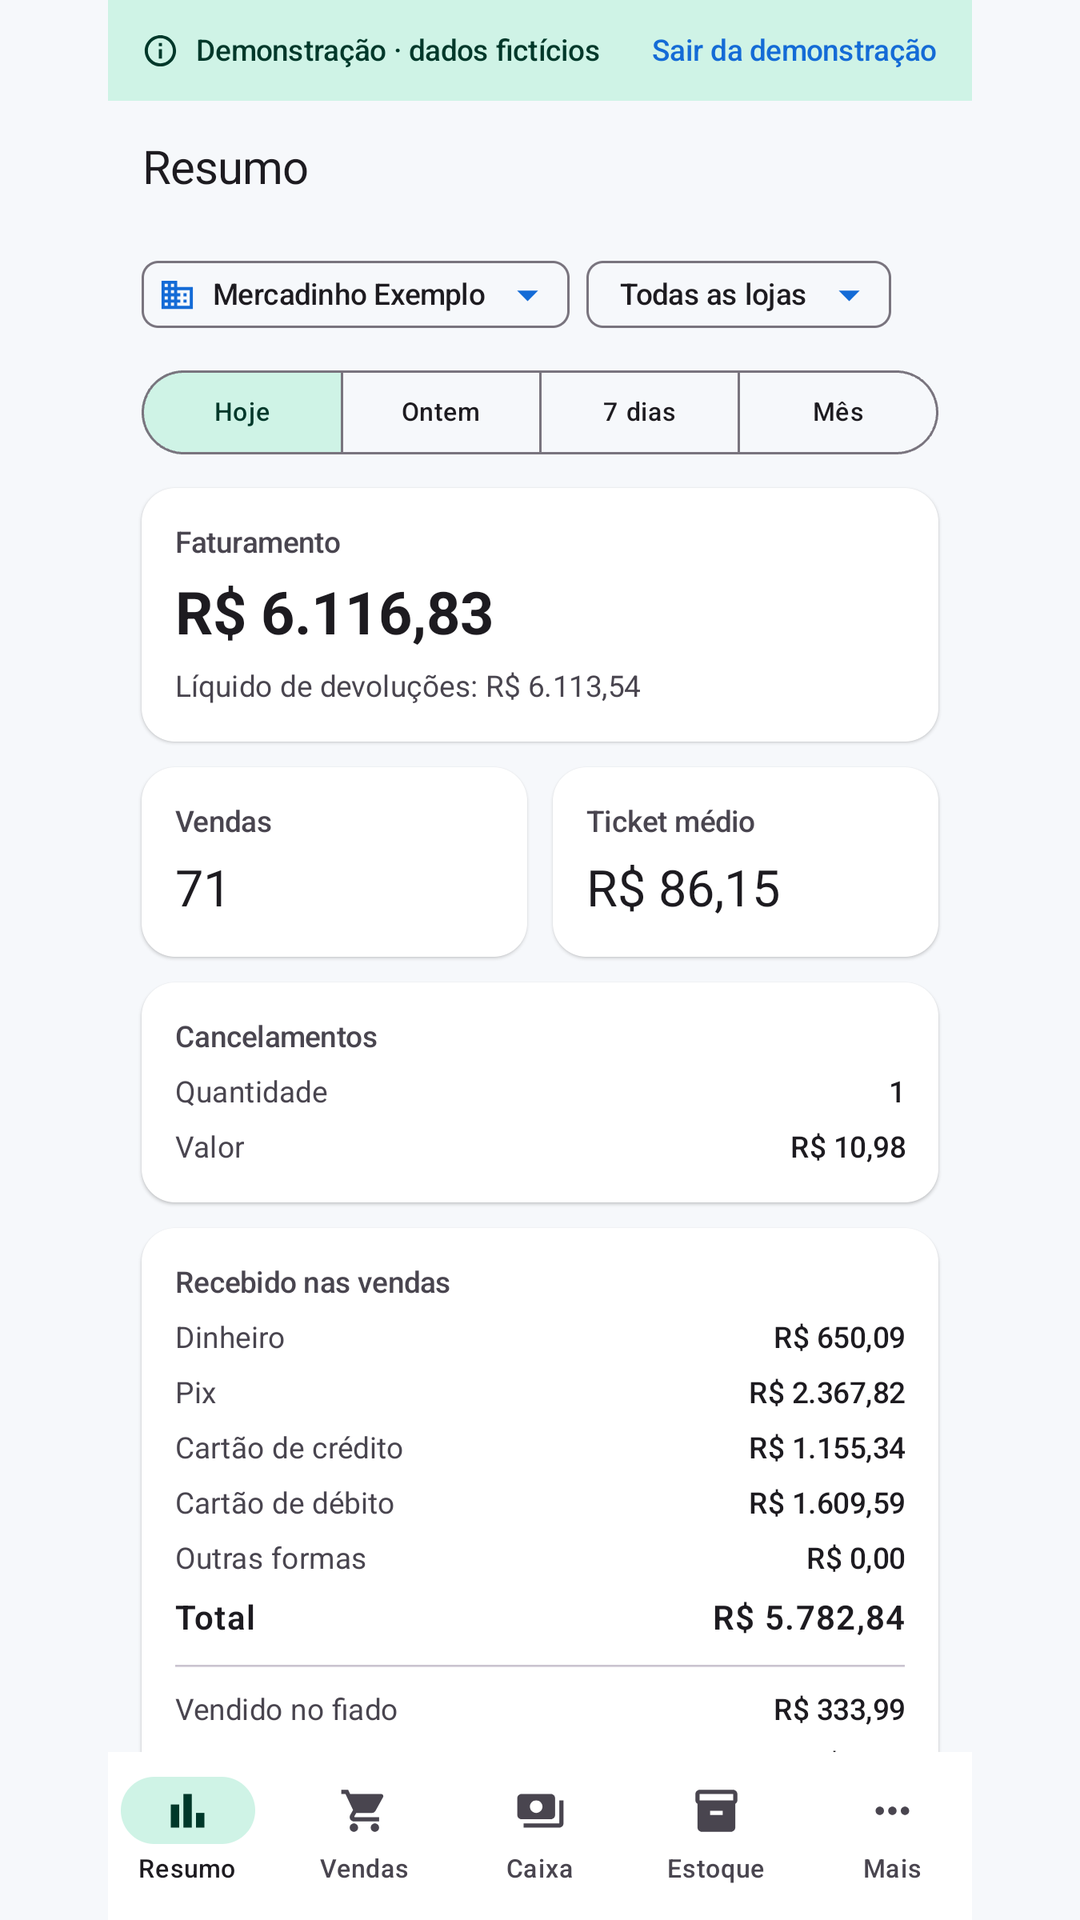 Demonstração · dados fictícios Sair da demonstração
Resumo
Mercadinho Exemplo Todas as lojas
Hoje Ontem 7 dias Mês
Faturamento
R$ 6.116,83
Líquido de devoluções: R$ 6.113,54
Vendas Ticket médio
71 R$ 86,15
Cancelamentos
Quantidade 1
Valor R$ 10,98
Recebido nas vendas
Dinheiro R$ 650,09
Pix R$ 2.367,82
Cartão de crédito R$ 1.155,34
Cartão de débito R$ 1.609,59
Outras formas R$ 0,00
Total R$ 5.782,84
Vendido no fiado R$ 333,99
Resumo Vendas Caixa Estoque Mais